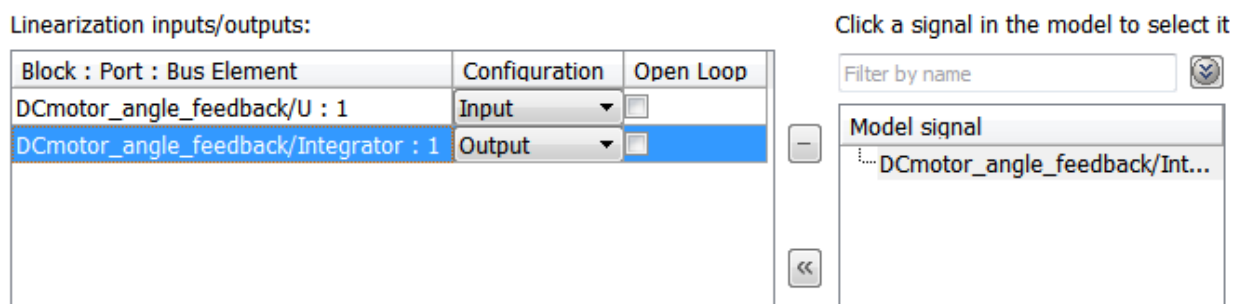 Linearization inputs/outputs:
Click a signal in the model to select it
Block : Port : Bus Element Configuration Open Loop
Filter by name
DCmotor_angle_feedback/U : 1 Input
Model signal
DCmotor_angle_feedback/Integrator : 1 Output
DCmotor_angle_feedback/Int...